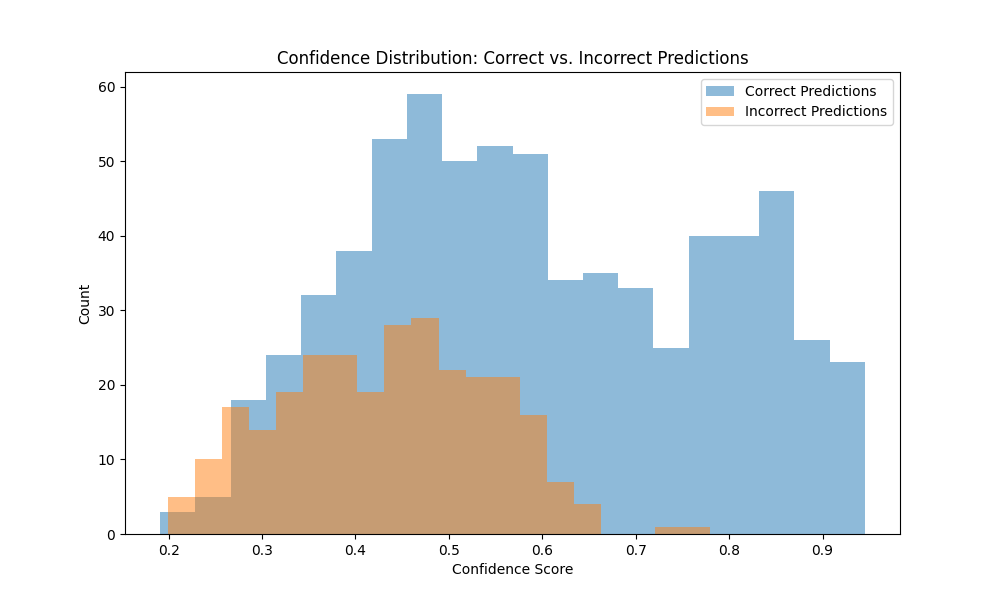 Confidence Distribution: Correct vs. Incorrect Predictions
Correct Predictions
Incorrect Predictions
60
50
40
30
20
10
0
Count
0.2 0.3 0.4 0.5 0.6 0.7 0.8 0.9
Confidence Score